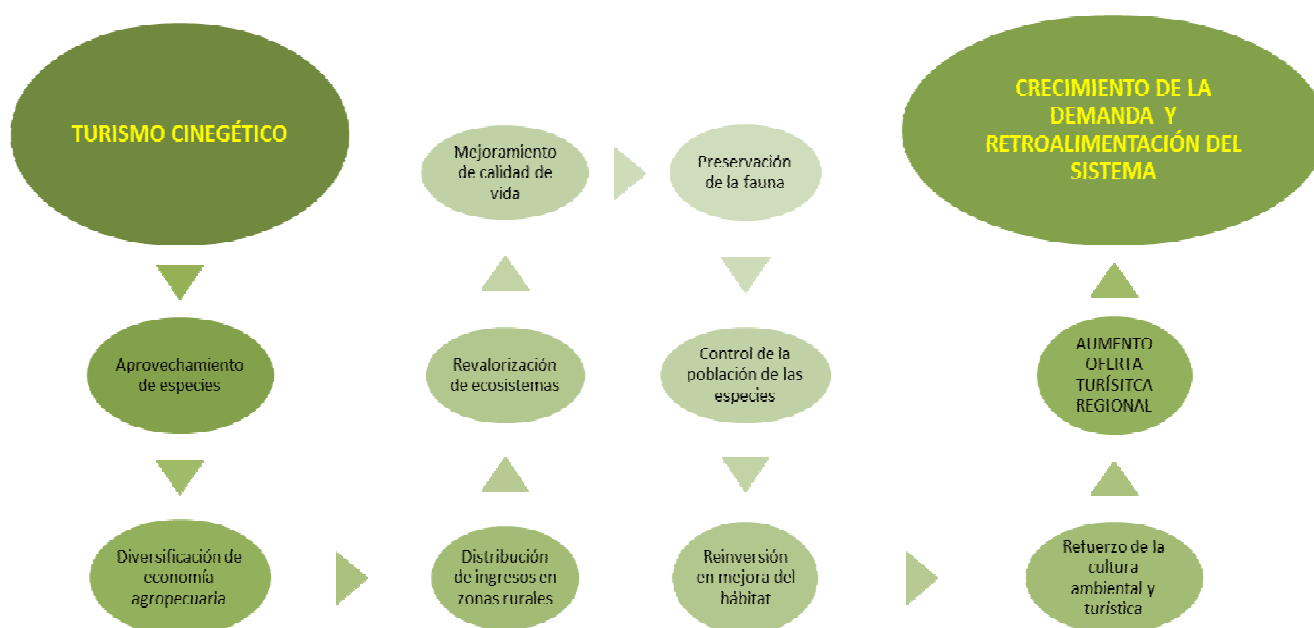 TURISMO CINEGÉTICO
Aprovechamiento
de especies
Diversificación de
economía
agropecuaria
Distribución
de ingresos en
zonas rurales
Revalorización
de ecosistemas
Mejoramiento
de calidad de
vida
Preservación
de la fauna
Control de la
población de las
especies
Reinversión
en mejora del
hábitat
Refuerzo de la
cultura
ambiental y
turística
AUMENTO
OFERTA
TURÍSITCA
REGIONAL
CRECIMIENTO DE LA
DEMANDA Y
RETROALIMENTACIÓN DEL
SISTEMA